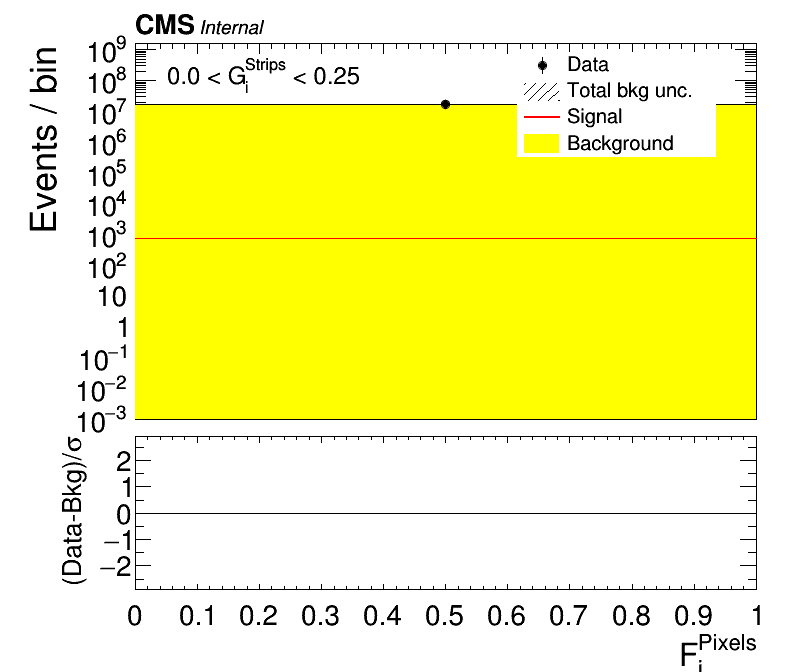 CMS Internal
Events / bin
0.0 < G_i^Strips < 0.25
Data
Total bkg unc.
Signal
Background
10^9
10^8
10^7
10^6
10^5
10^4
10^3
10^2
10
1
10^−1
10^−2
10^−3
(Data-Bkg)/σ
2
1
0
−1
−2
0 0.1 0.2 0.3 0.4 0.5 0.6 0.7 0.8 0.9 1
F_i^Pixels